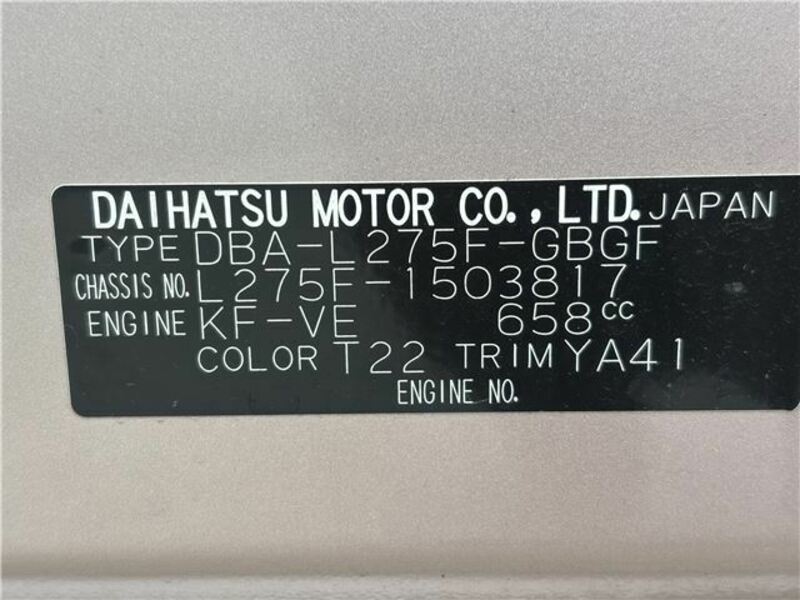 DAIHATSU MOTOR CO., LTD. JAPAN
TYPE DBA-L275F-GBGF
CHASSIS NO. L275F-1503817
ENGINE KF-VE 658cc
COLOR T22 TRIM YA41
ENGINE NO.